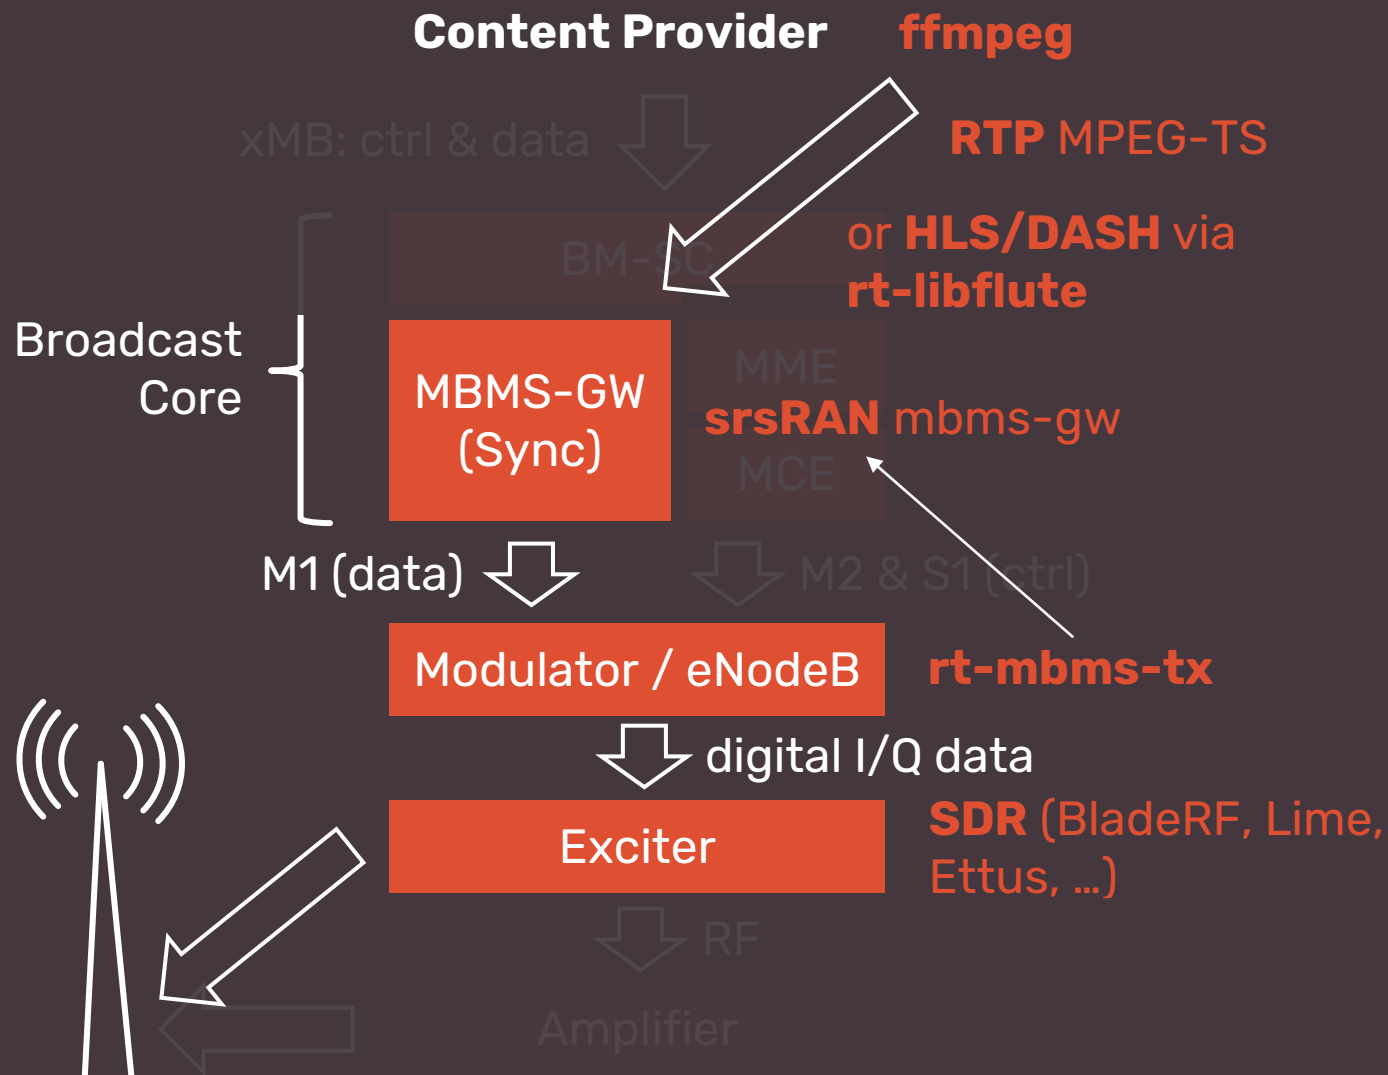 Content Provider ffmpeg
xMB: ctrl & data
RTP MPEG-TS
BM-SC
or HLS/DASH via
rt-libflute
Broadcast
Core
MBMS-GW
(Sync)
MME
srsRAN mbms-gw
MCE
M1 (data)
M2 & S1 (ctrl)
Modulator / eNodeB
rt-mbms-tx
digital I/Q data
Exciter
SDR (BladeRF, Lime,
Ettus, ...)
RF
Amplifier